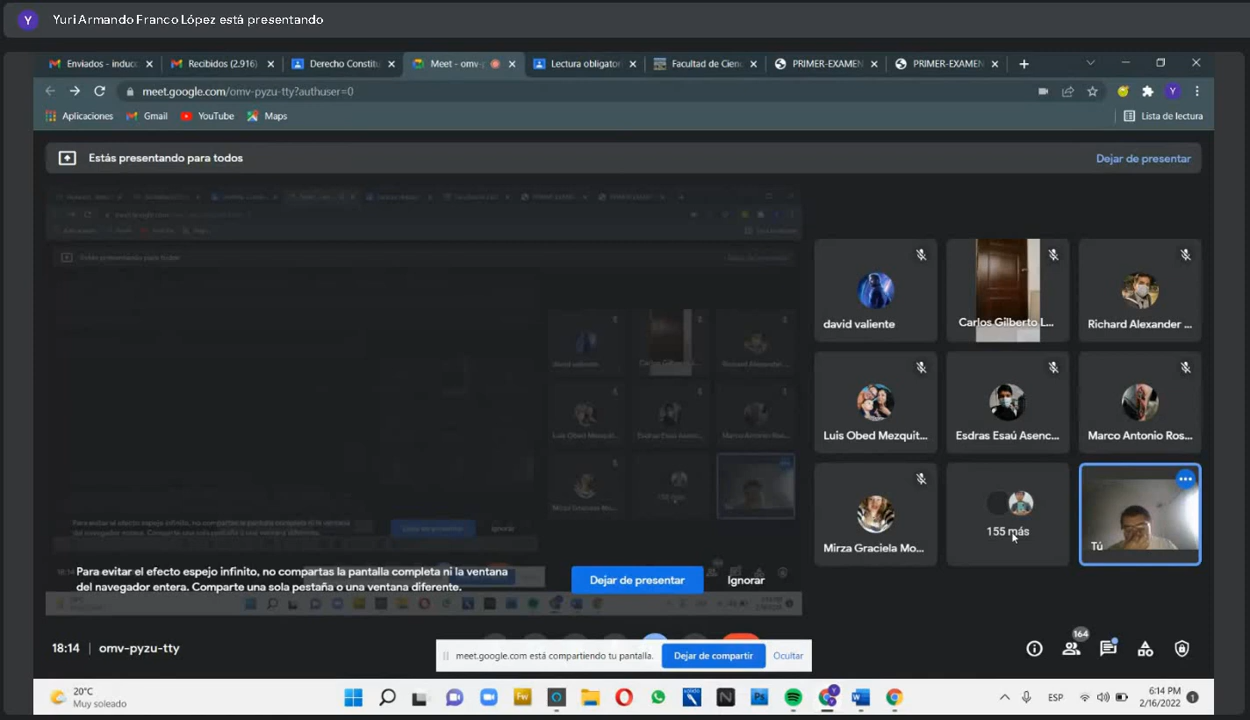 Y Yuri Armando Franco López está presentando
Enviados - induc
Recibidos (2.916)
Derecho Constitu
Meet - omv-p
Lectura obligator
Facultad de Cien
PRIMER-EXAMEN
PRIMER-EXAMEN
meet.google.com/omv-pyzu-tty?authuser=0
Y
Aplicaciones
Gmail
YouTube
Maps
Lista de lectura
Estás presentando para todos
Dejar de presentar
david valiente
Carlos Gilberto L...
Richard Alexander ...
Luis Obed Mezquit...
Esdras Esaú Asenc...
Marco Antonio Ros...
Mirza Graciela Mo...
155 más
Tú
Para evitar el efecto espejo infinito, no compartas la pantalla completa ni la ventana
del navegador entera. Comparte una sola pestaña o una ventana diferente.
Dejar de presentar
Ignorar
18:14 | omv-pyzu-tty
meet.google.com está compartiendo tu pantalla.
Dejar de compartir
Ocultar
164
20°C
Muy soleado
Fw
N
Ps
ESP
6:14 PM
2/16/2022
1